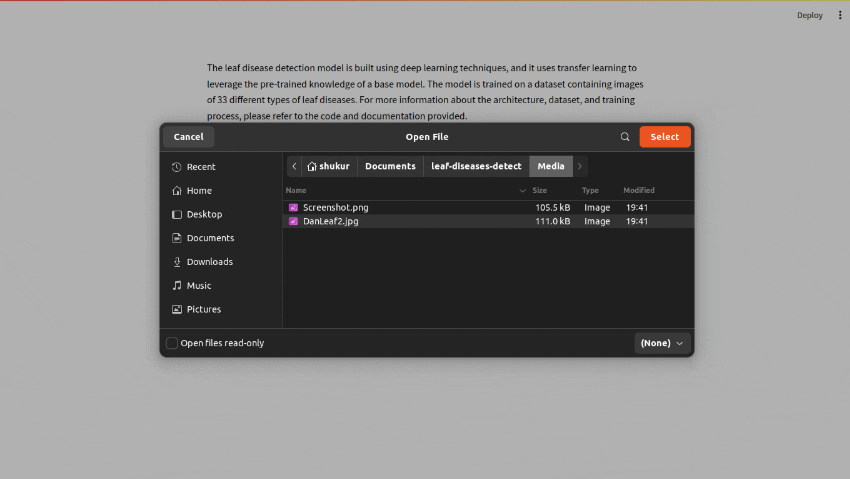 Deploy
The leaf disease detection model is built using deep learning techniques, and it uses transfer learning to
leverage the pre-trained knowledge of a base model. The model is trained on a dataset containing images
of 33 different types of leaf diseases. For more information about the architecture, dataset, and training
process, please refer to the code and documentation provided.
Cancel Open File Select
Recent
Home
Desktop
Documents
Downloads
Music
Pictures
shukur Documents leaf-diseases-detect Media
Name Size Type Modified
Screenshot.png 105.5 kB Image 19:41
DanLeaf2.jpg 111.0 kB Image 19:41
Open files read-only (None)